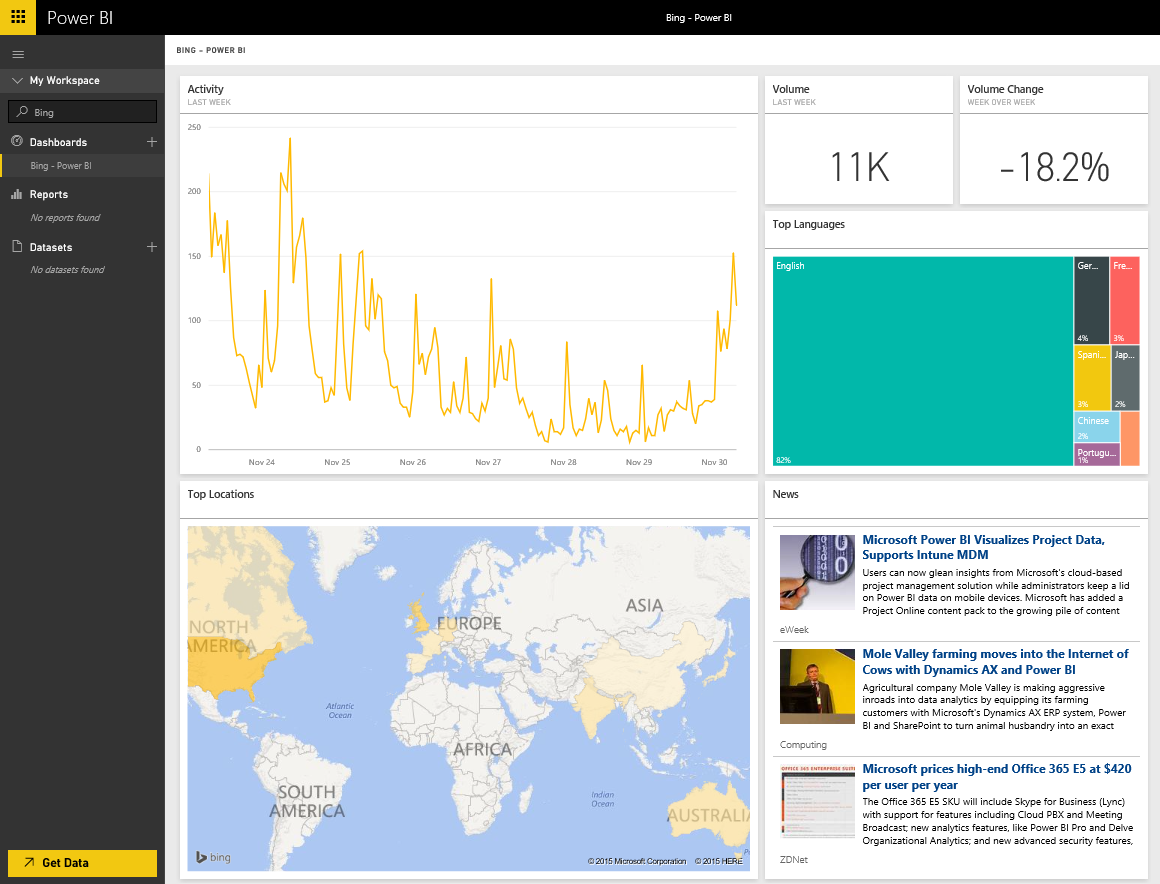 Power BI
Bing - Power BI
My Workspace
Bing
Dashboards
Bing - Power BI
Reports
No reports found
Datasets
No datasets found
Get Data
BING - POWER BI
Activity
LAST WEEK
250
200
150
100
50
0
Nov 24 Nov 25 Nov 26 Nov 27 Nov 28 Nov 29 Nov 30
Volume
LAST WEEK
11K
Volume Change
WEEK OVER WEEK
-18.2%
Top Languages
English
82%
Ger...
4%
Fre...
3%
Spani...
3%
Jap...
2%
Chinese
2%
Portugu...
1%
Top Locations
NORTH
AMERICA
EUROPE
ASIA
Atlantic
Ocean
AFRICA
SOUTH
AMERICA
Indian
Ocean
AUSTRALIA
bing
© 2015 Microsoft Corporation © 2015 HERE
News
Microsoft Power BI Visualizes Project Data,
Supports Intune MDM
Users can now glean insights from Microsoft's cloud-based
project management solution while administrators keep a lid
on Power BI data on mobile devices. Microsoft has added a
Project Online content pack to the growing pile of content
eWeek
Mole Valley farming moves into the Internet of
Cows with Dynamics AX and Power BI
Agricultural company Mole Valley is making aggressive
inroads into data analytics by equipping its farming
customers with Microsoft's Dynamics AX ERP system, Power
BI and SharePoint to turn animal husbandry into an exact
Computing
OFFICE 365 ENTERPRISE SUITE
Microsoft prices high-end Office 365 E5 at $420
per user per year
The Office 365 E5 SKU will include Skype for Business (Lync)
with support for features including Cloud PBX and Meeting
Broadcast; new analytics features, like Power BI Pro and Delve
Organizational Analytics; and new advanced security features,
ZDNet